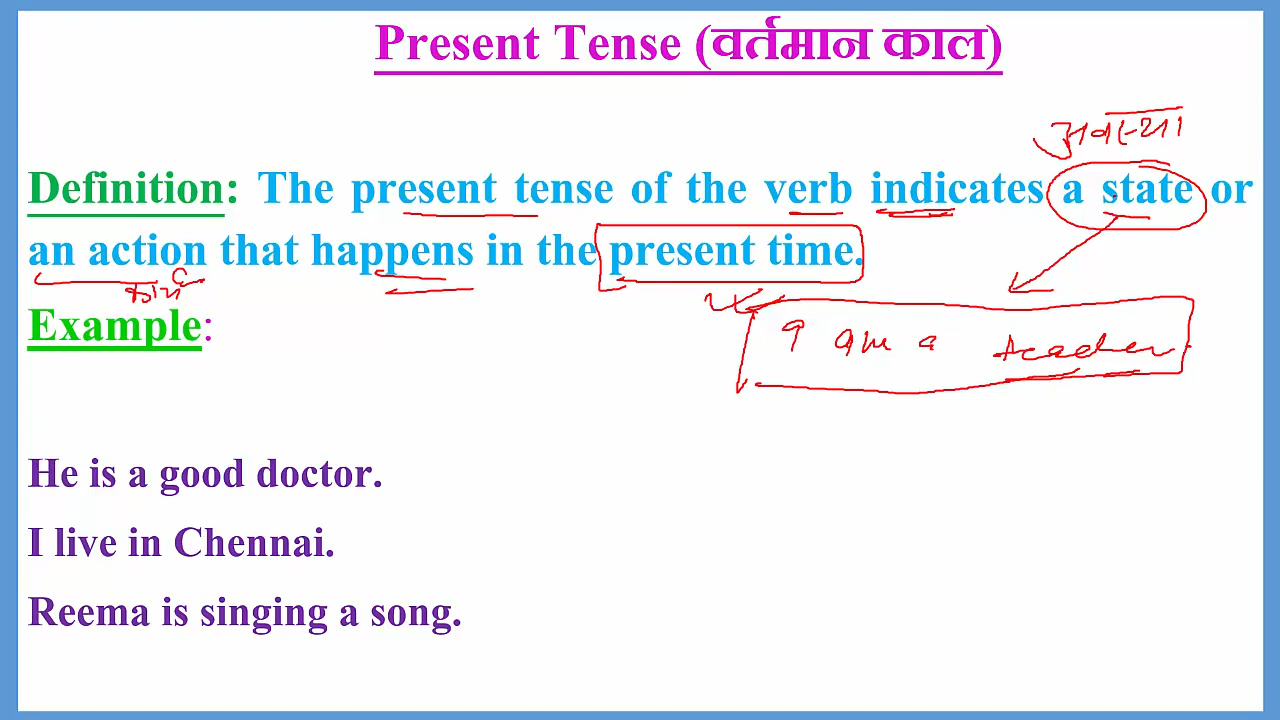 Present Tense (वर्तमान काल)
अवस्था
Definition: The present tense of the verb indicates a state or
an action that happens in the present time.
कार्य
Example:
I am a teacher.
He is a good doctor.
I live in Chennai.
Reema is singing a song.